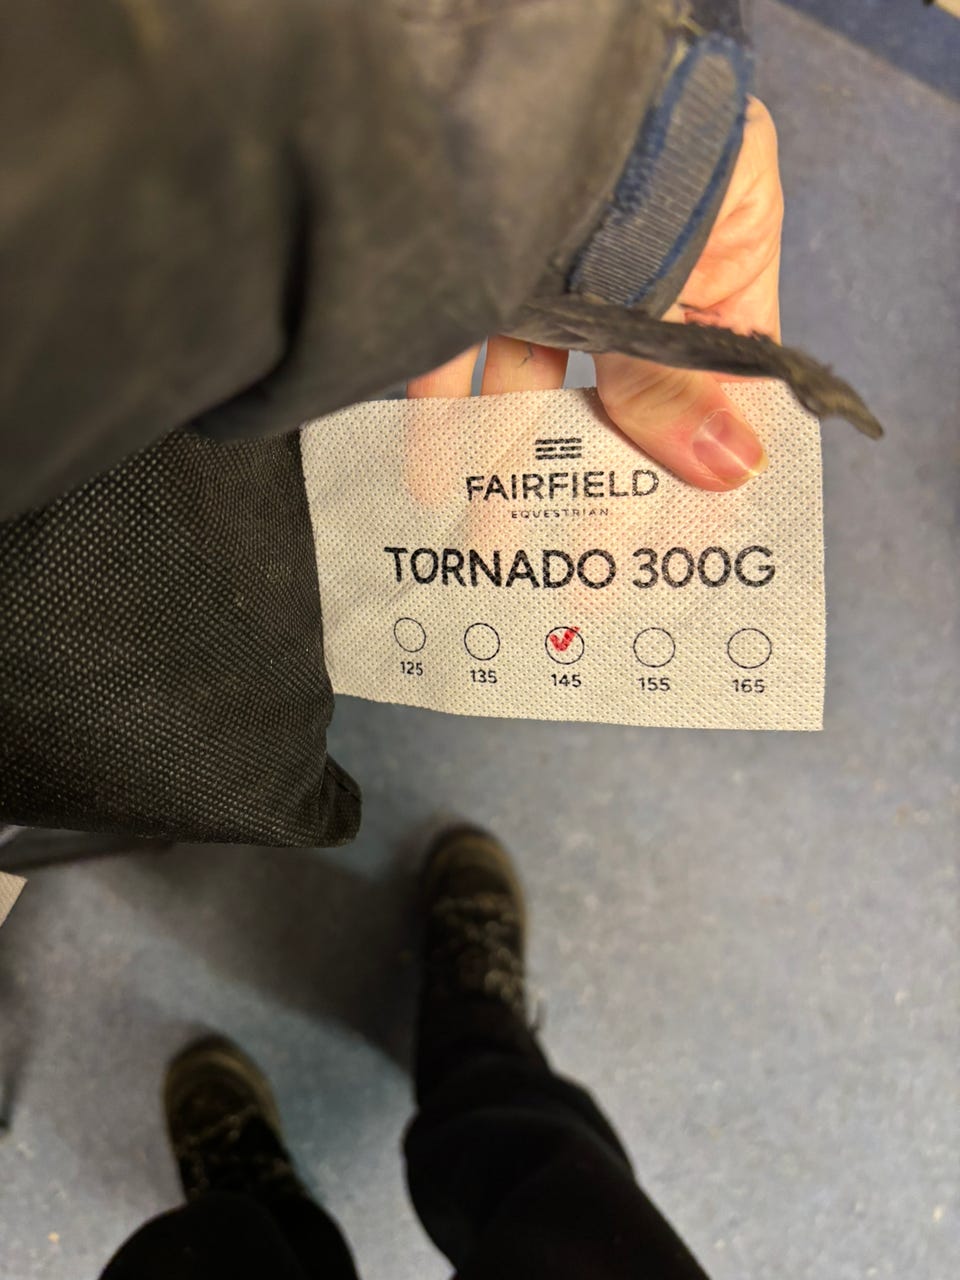 FAIRFIELD
EQUESTRIAN
TORNADO 300G
125 135 145 155 165